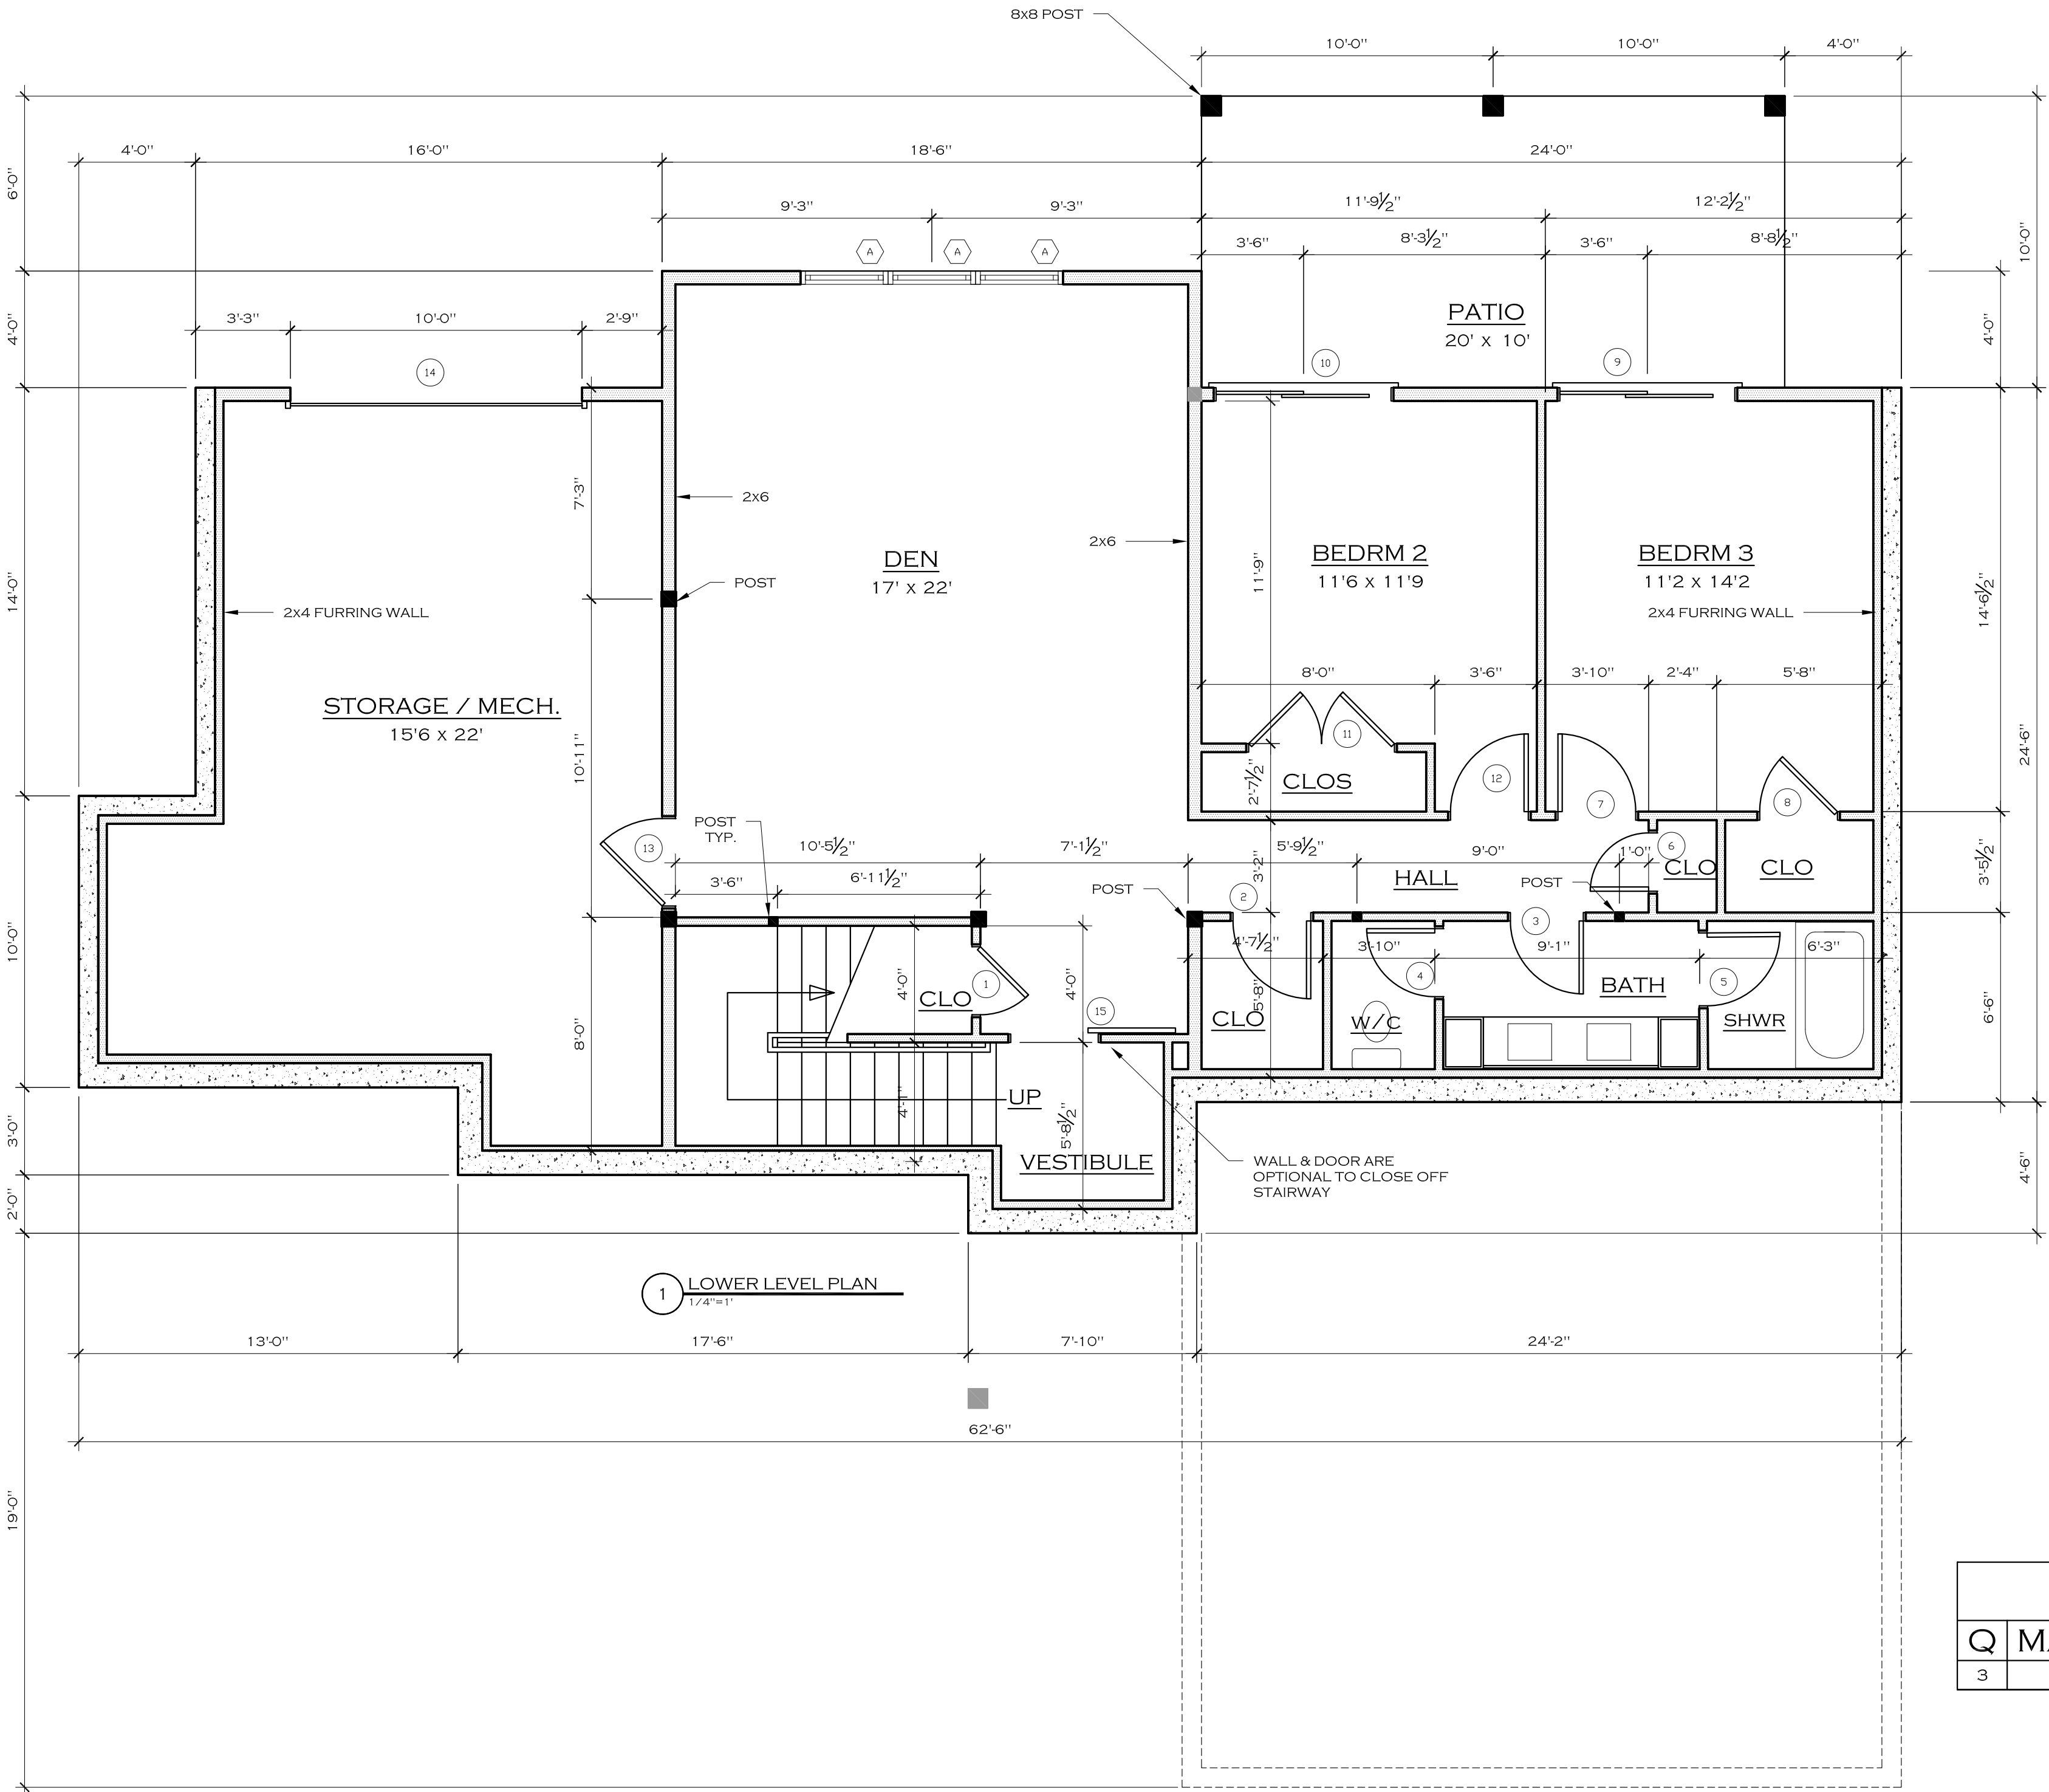 8x8 POST
10'-0"
10'-0"
4'-0"
4'-0"
16'-0"
18'-6"
24'-0"
6'-0"
9'-3"
9'-3"
11'-9½"
12'-2½"
10'-0"
A
A
A
3'-6"
8'-3½"
3'-6"
8'-8½"
4'-0"
3'-3"
10'-0"
2'-9"
PATIO
20' x 10'
4'-0"
14
10
9
7'-3"
2x6
2x6
DEN
17' x 22'
BEDRM 2
11'6 x 11'9
BEDRM 3
11'2 x 14'2
11'-9"
POST
14'-0"
2x4 FURRING WALL
2x4 FURRING WALL
14'-6½"
STORAGE / MECH.
15'6 x 22'
8'-0"
3'-6"
3'-10"
2'-4"
5'-8"
10'-11"
11
24'-6"
2'-7½"
CLOS
12
7
8
POST
TYP.
13
10'-5½"
7'-1½"
5'-9½"
9'-0"
1'-0"
6
3'-2"
CLO
CLO
3'-5½"
3'-6"
6'-11½"
POST
HALL
POST
2
3
10'-0"
4'-7½"
3'-10"
9'-1"
6'-3"
4'-0"
CLO
1
4'-0"
4
BATH
5
5'-8"
15
CLO
W/C
SHWR
6'-6"
8'-0"
UP
4'-1"
5'-8½"
3'-0"
VESTIBULE
WALL & DOOR ARE
OPTIONAL TO CLOSE OFF
STAIRWAY
4'-6"
2'-0"
1
LOWER LEVEL PLAN
1/4"=1'
13'-0"
17'-6"
7'-10"
24'-2"
62'-6"
19'-0"
Q
3